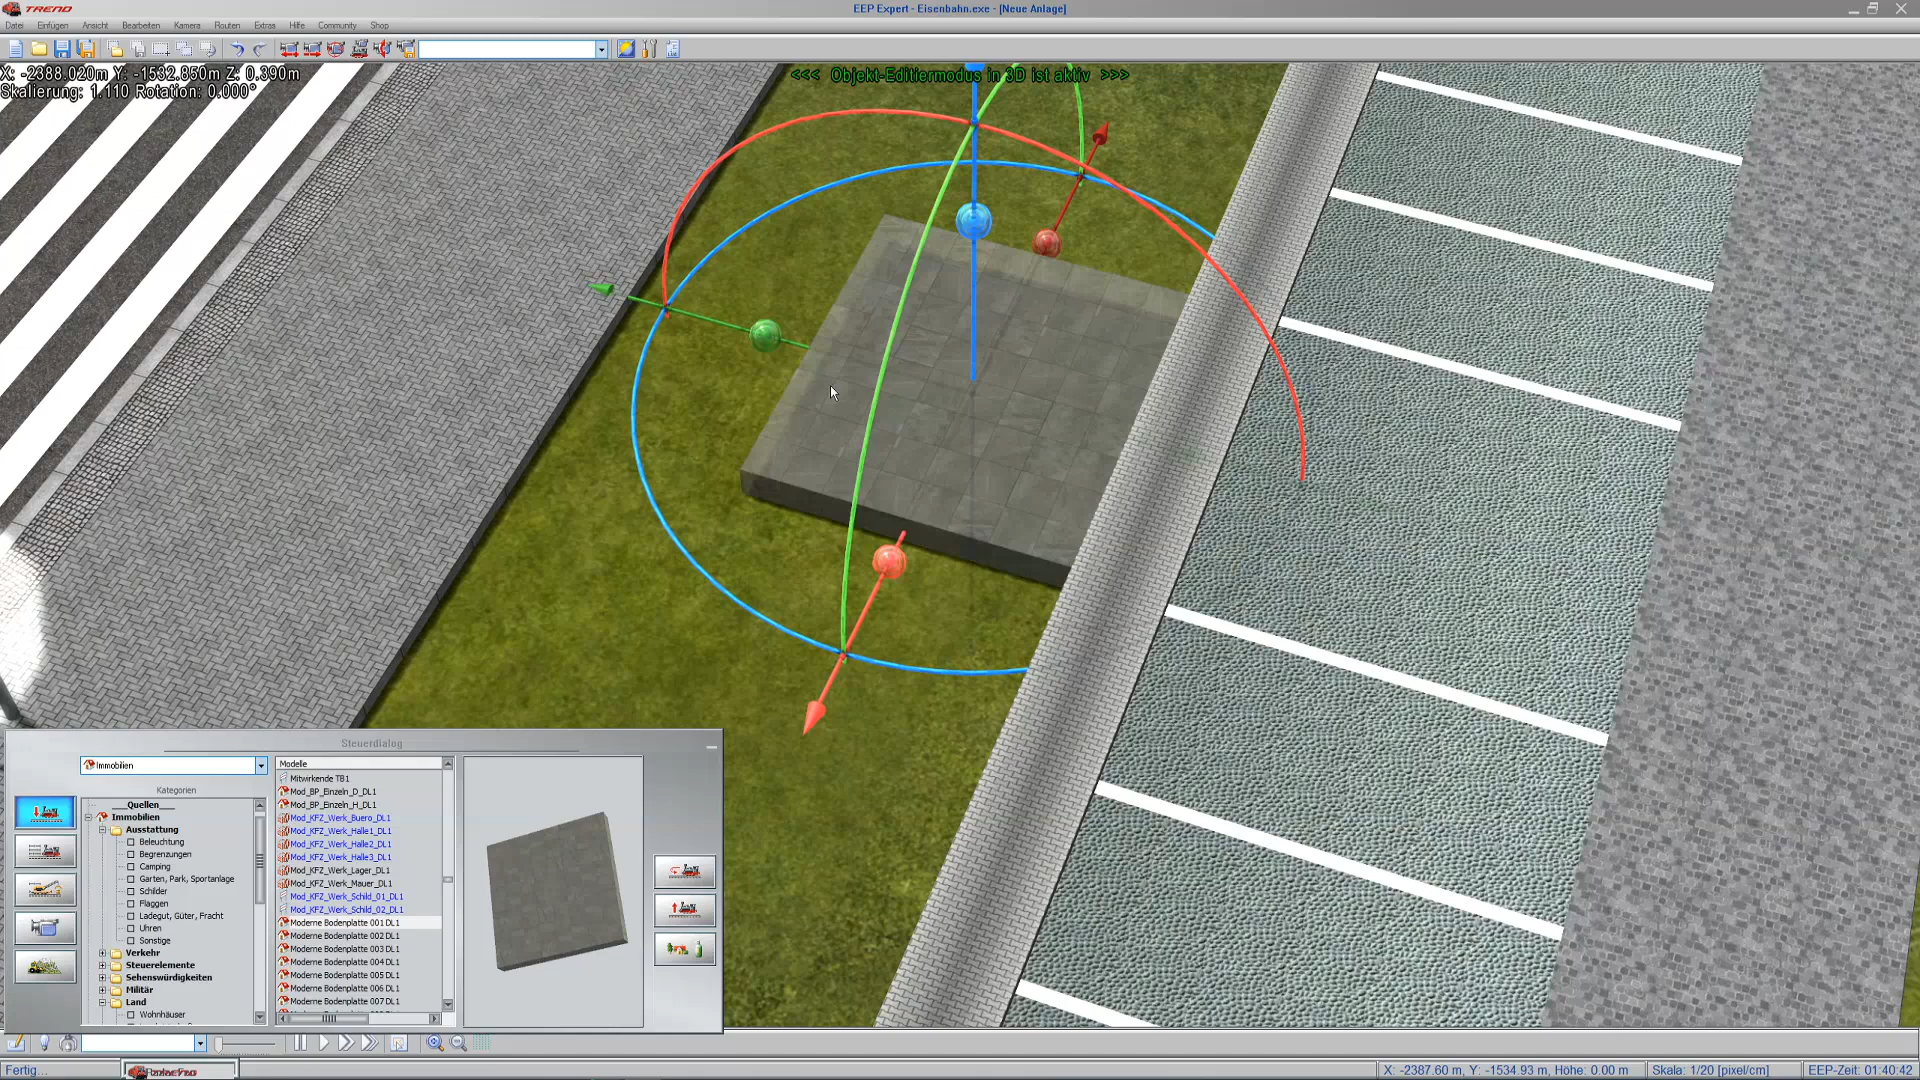 TREND
EEP Expert - Eisenbahn.exe - [Neue Anlage]
Datei Einfügen Ansicht Bearbeiten Kamera Routen Extras Hilfe Community Shop
X: -2388.020m Y: -1532.850m Z: 0.390m
Skalierung: 1.110 Rotation: 0.000°
<<< Objekt-Editiermodus in 3D ist aktiv >>>
Steuerdialog
Immobilien
Kategorien
__Quellen__
Immobilien
Ausstattung
Beleuchtung
Begrenzungen
Camping
Garten, Park, Sportanlage
Schilder
Flaggen
Ladegut, Güter, Fracht
Uhren
Sonstige
Verkehr
Steuerelemente
Sehenswürdigkeiten
Militär
Land
Wohnhäuser
Modelle
Mitwirkende TB1
Mod_BP_Einzeln_D_DL1
Mod_BP_Einzeln_H_DL1
Mod_KFZ_Werk_Buero_DL1
Mod_KFZ_Werk_Halle1_DL1
Mod_KFZ_Werk_Halle2_DL1
Mod_KFZ_Werk_Halle3_DL1
Mod_KFZ_Werk_Lager_DL1
Mod_KFZ_Werk_Mauer_DL1
Mod_KFZ_Werk_Schild_01_DL1
Mod_KFZ_Werk_Schild_02_DL1
Moderne Bodenplatte 001 DL1
Moderne Bodenplatte 002 DL1
Moderne Bodenplatte 003 DL1
Moderne Bodenplatte 004 DL1
Moderne Bodenplatte 005 DL1
Moderne Bodenplatte 006 DL1
Moderne Bodenplatte 007 DL1
Fertig...
X: -2387.60 m, Y: -1534.93 m, Höhe: 0.00 m
Skala: 1/20 [pixel/cm]
EEP-Zeit: 01:40:42